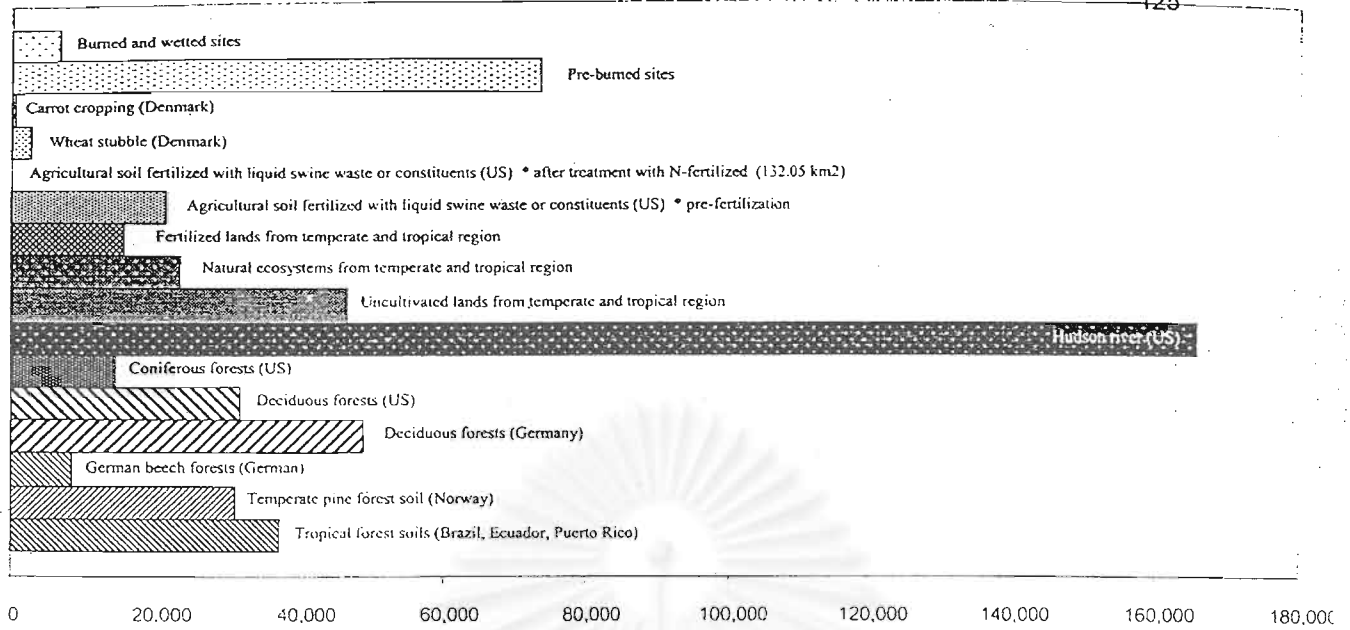 Burned and wetted sites
Pre-burned sites
Carrot cropping (Denmark)
Wheat stubble (Denmark)
Agricultural soil fertilized with liquid swine waste or constituents (US) * after treatment with N-fertilized (132.05 km2)
Agricultural soil fertilized with liquid swine waste or constituents (US) * pre-fertilization
Fertilized lands from temperate and tropical region
Natural ecosystems from temperate and tropical region
Uncultivated lands from temperate and tropical region
Hudson river (US)
Coniferous forests (US)
Deciduous forests (US)
Deciduous forests (Germany)
German beech forests (German)
Temperate pine forest soil (Norway)
Tropical forest soils (Brazil, Ecuador, Puerto Rico)
0 20.000 40,000 60,000 80,000 100,000 120,000 140,000 160,000 180,000